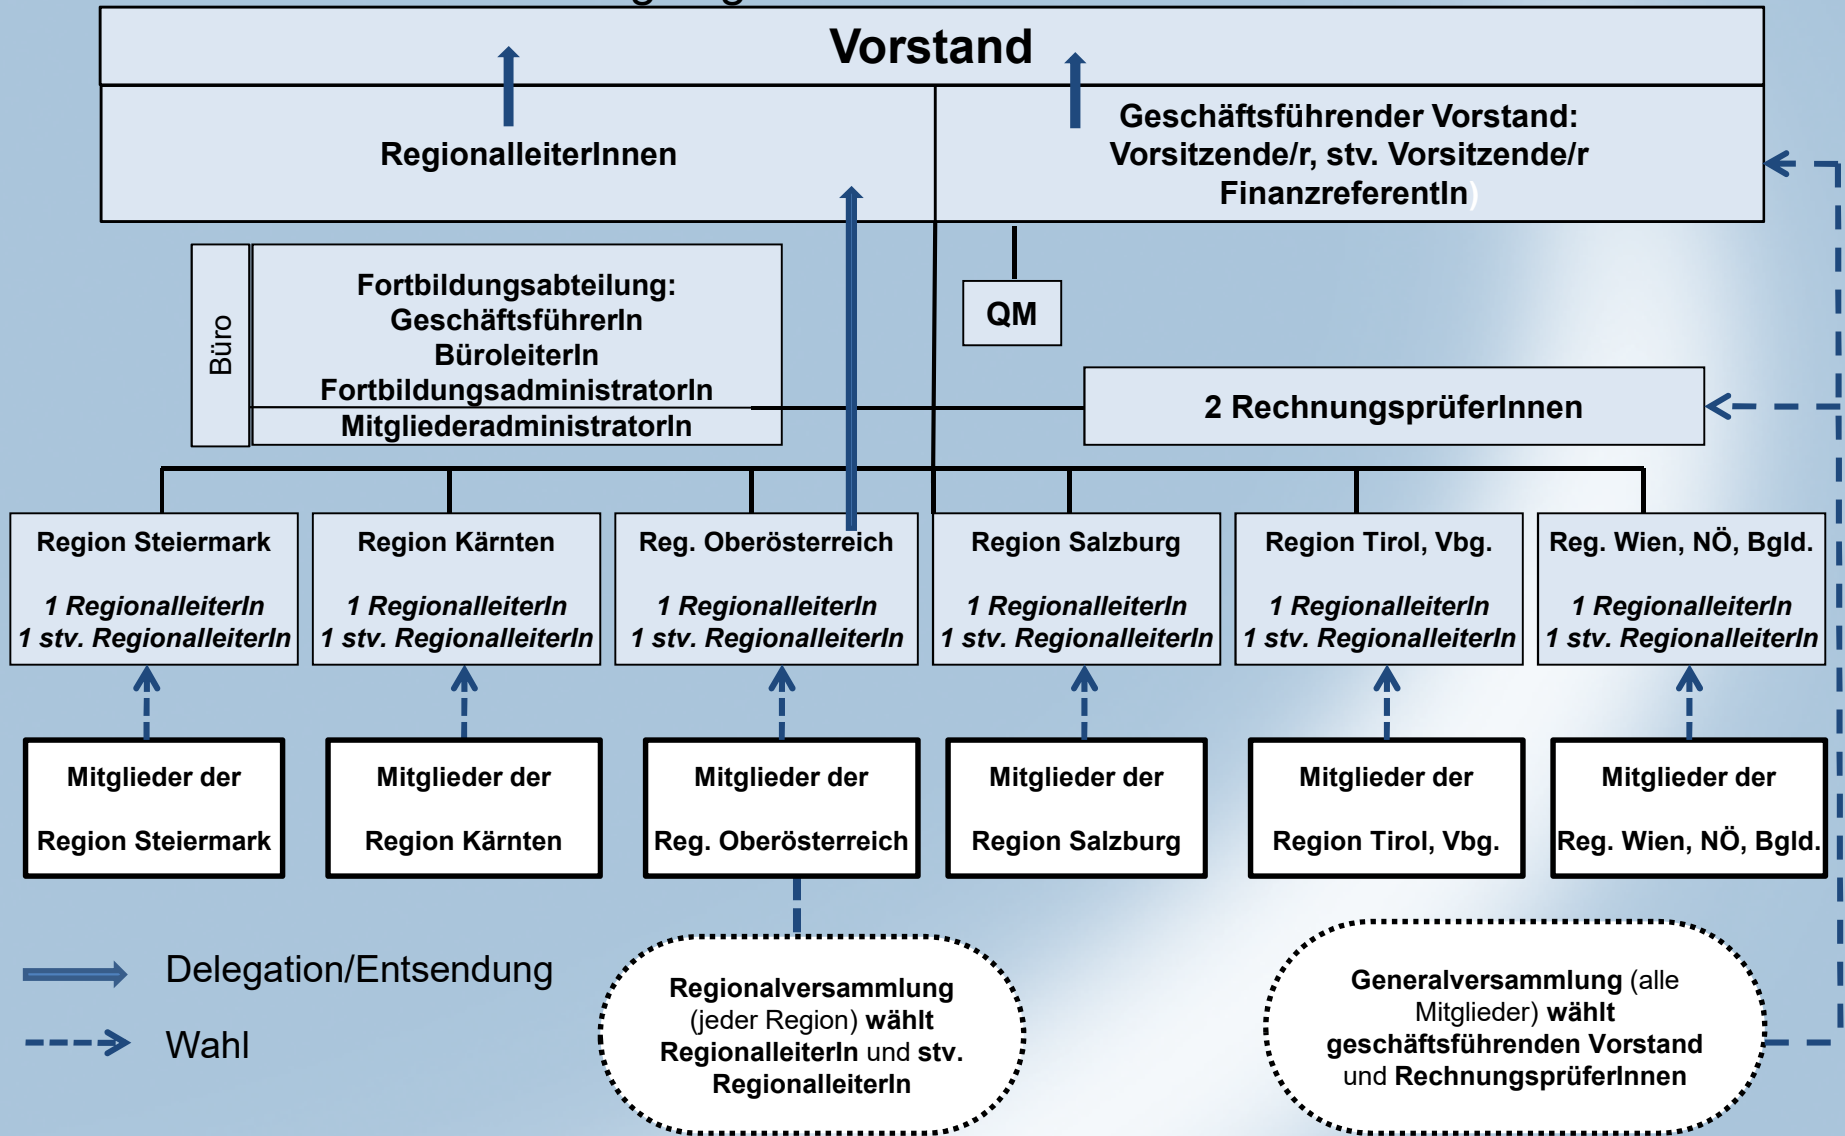 Vorstand
RegionalleiterInnen
Geschäftsführender Vorstand:
Vorsitzende/r, stv. Vorsitzende/r
FinanzreferentIn)
Büro
Fortbildungsabteilung:
GeschäftsführerIn
BüroleiterIn
FortbildungsadministratorIn
MitgliederadministratorIn
QM
2 RechnungsprüferInnen
Region Steiermark
1 RegionalleiterIn
1 stv. RegionalleiterIn
Region Kärnten
1 RegionalleiterIn
1 stv. RegionalleiterIn
Reg. Oberösterreich
1 RegionalleiterIn
1 stv. RegionalleiterIn
Region Salzburg
1 RegionalleiterIn
1 stv. RegionalleiterIn
Region Tirol, Vbg.
1 RegionalleiterIn
1 stv. RegionalleiterIn
Reg. Wien, NÖ, Bgld.
1 RegionalleiterIn
1 stv. RegionalleiterIn
Mitglieder der
Region Steiermark
Mitglieder der
Region Kärnten
Mitglieder der
Reg. Oberösterreich
Mitglieder der
Region Salzburg
Mitglieder der
Region Tirol, Vbg.
Mitglieder der
Reg. Wien, NÖ, Bgld.
Delegation/Entsendung
Wahl
Regionalversammlung
(jeder Region) wählt
RegionalleiterIn und stv.
RegionalleiterIn
Generalversammlung (alle
Mitglieder) wählt
geschäftsführenden Vorstand
und RechnungsprüferInnen